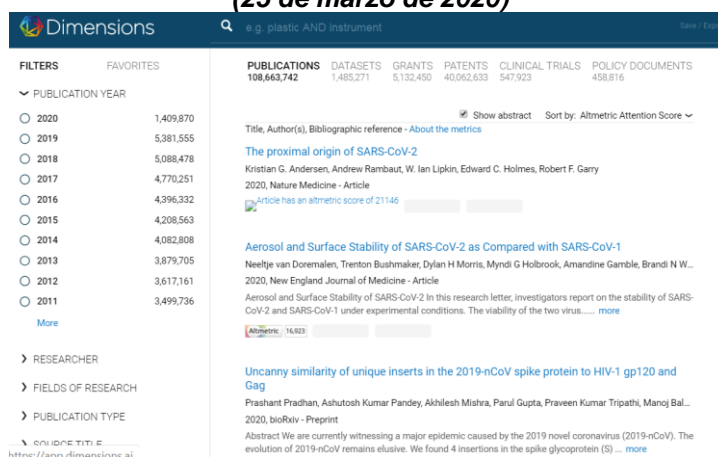 (25 de marzo de 2020)
Dimensions
e.g. plastic AND instrument
Save / Exp
FILTERS FAVORITES
PUBLICATION YEAR
2020 1,409,870
2019 5,381,555
2018 5,088,478
2017 4,770,251
2016 4,396,332
2015 4,208,563
2014 4,082,808
2013 3,879,705
2012 3,617,161
2011 3,499,736
More
RESEARCHER
FIELDS OF RESEARCH
PUBLICATION TYPE
SOURCE TITLE
https://app.dimensions.ai
PUBLICATIONS DATASETS GRANTS PATENTS CLINICAL TRIALS POLICY DOCUMENTS
108,663,742 1,485,271 5,132,450 40,062,633 547,923 458,816
Show abstract Sort by: Altmetric Attention Score
Title, Author(s), Bibliographic reference - About the metrics
The proximal origin of SARS-CoV-2
Kristian G. Andersen, Andrew Rambaut, W. Ian Lipkin, Edward C. Holmes, Robert F. Garry
2020, Nature Medicine - Article
Article has an altmetric score of 21146
Aerosol and Surface Stability of SARS-CoV-2 as Compared with SARS-CoV-1
Neeltje van Doremalen, Trenton Bushmaker, Dylan H Morris, Myndi G Holbrook, Amandine Gamble, Brandi N W...
2020, New England Journal of Medicine - Article
Aerosol and Surface Stability of SARS-CoV-2 In this research letter, investigators report on the stability of SARS-
CoV-2 and SARS-CoV-1 under experimental conditions. The viability of the two virus...... more
Altmetric 16,923
Uncanny similarity of unique inserts in the 2019-nCoV spike protein to HIV-1 gp120 and
Gag
Prashant Pradhan, Ashutosh Kumar Pandey, Akhilesh Mishra, Parul Gupta, Praveen Kumar Tripathi, Manoj Bal...
2020, bioRxiv - Preprint
Abstract We are currently witnessing a major epidemic caused by the 2019 novel coronavirus (2019-nCoV). The
evolution of 2019-nCoV remains elusive. We found 4 insertions in the spike glycoprotein (S) ... more